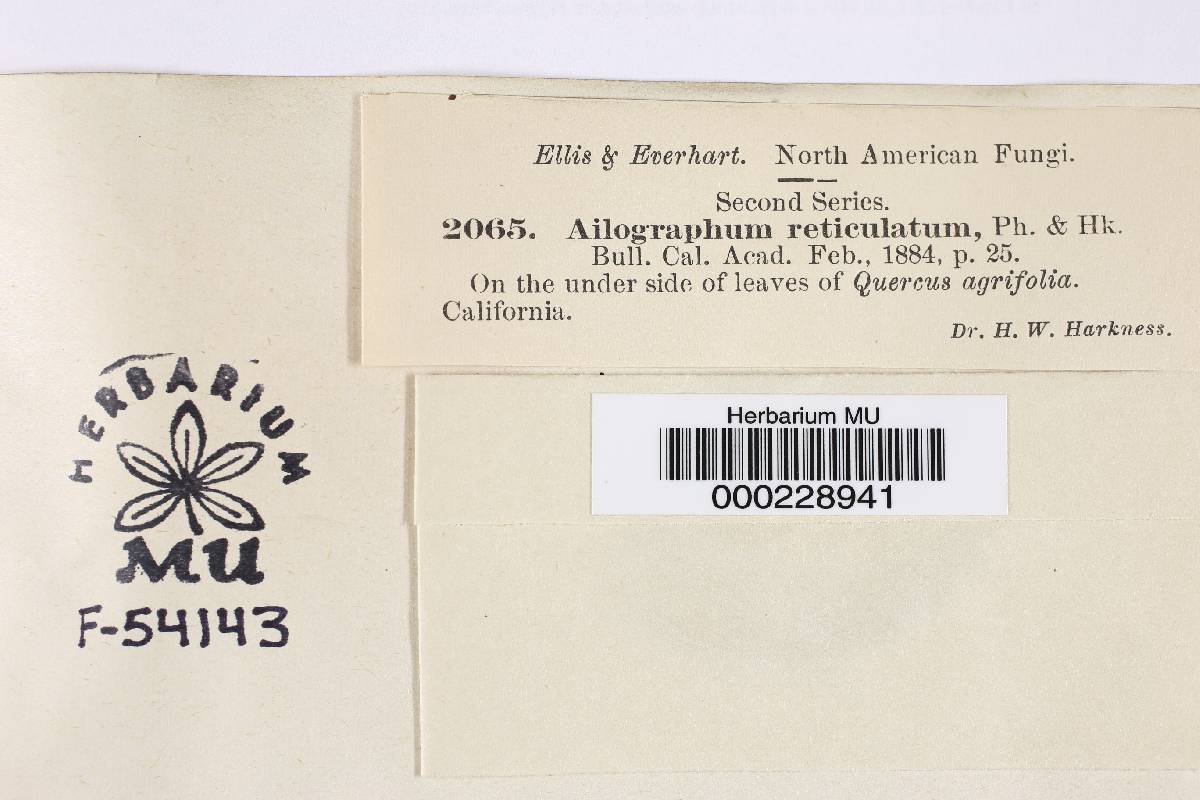 Ellis & Everhart. North American Fungi.
Second Series.
2065. Ailographum reticulatum, Ph. & Hk.
Bull. Cal. Acad. Feb., 1884, p. 25.
On the under side of leaves of Quercus agrifolia.
California.
Dr. H. W. Harkness.
Herbarium MU
000228941
HERBARIUM
MU
F-54143